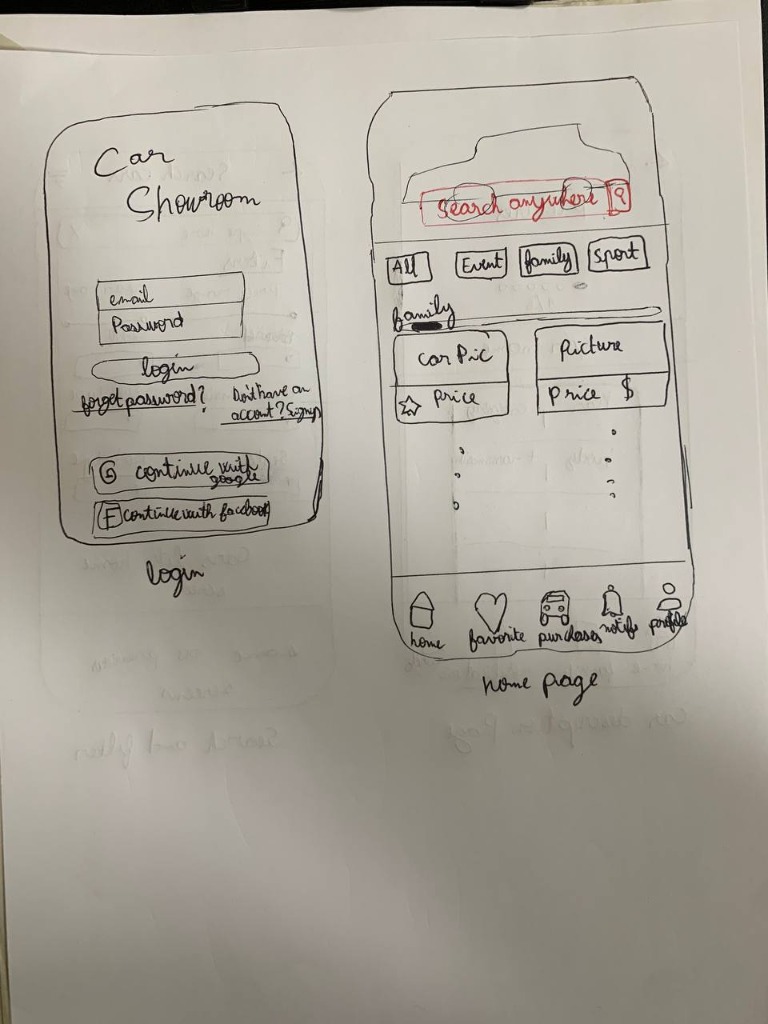 Car
Showroom
email
Password
login
forget password?
Don't have an
account? Signup
G continue with
google
F continue with facebook
login
Search anywhere
All Event family Sport
family
car Pic
Price
Picture
Price $
home favorite purchases notifs profile
home page